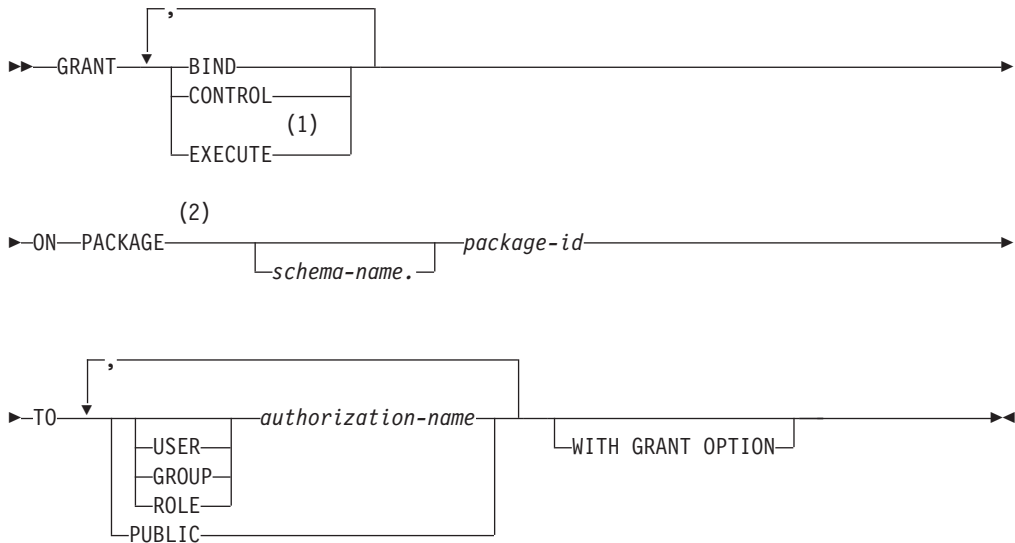 ,
GRANT BIND
CONTROL
(1)
EXECUTE
(2)
ON PACKAGE package-id
schema-name.
,
TO authorization-name
USER WITH GRANT OPTION
GROUP
ROLE
PUBLIC